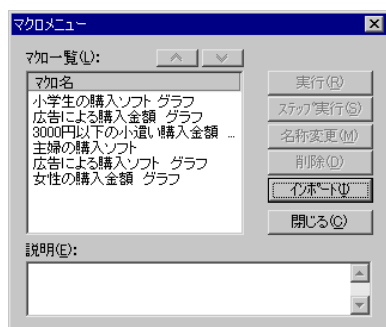 マクロメニュー
マクロ一覧(L):
マクロ名
小学生の購入ソフト グラフ
広告による購入金額 グラフ
3000円以下の小遣い購入金額 ...
主婦の購入ソフト
広告による購入ソフト グラフ
女性の購入金額 グラフ
実行(R)
ステップ実行(S)
名称変更(M)
削除(D)
インポート(I)
閉じる(C)
説明(E):